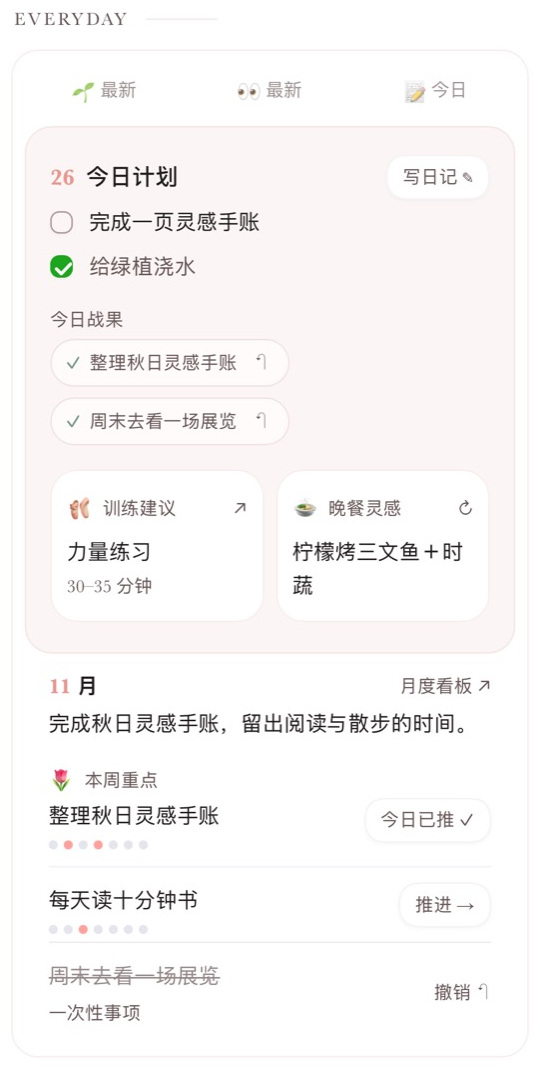 EVERYDAY
最新
最新
今日
26 今日计划
写日记
完成一页灵感手账
给绿植浇水
今日战果
整理秋日灵感手账
周末去看一场展览
训练建议
力量练习
30–35 分钟
晚餐灵感
柠檬烤三文鱼＋时
蔬
11 月
月度看板
完成秋日灵感手账，留出阅读与散步的时间。
本周重点
整理秋日灵感手账
今日已推
每天读十分钟书
推进
周末去看一场展览
一次性事项
撤销